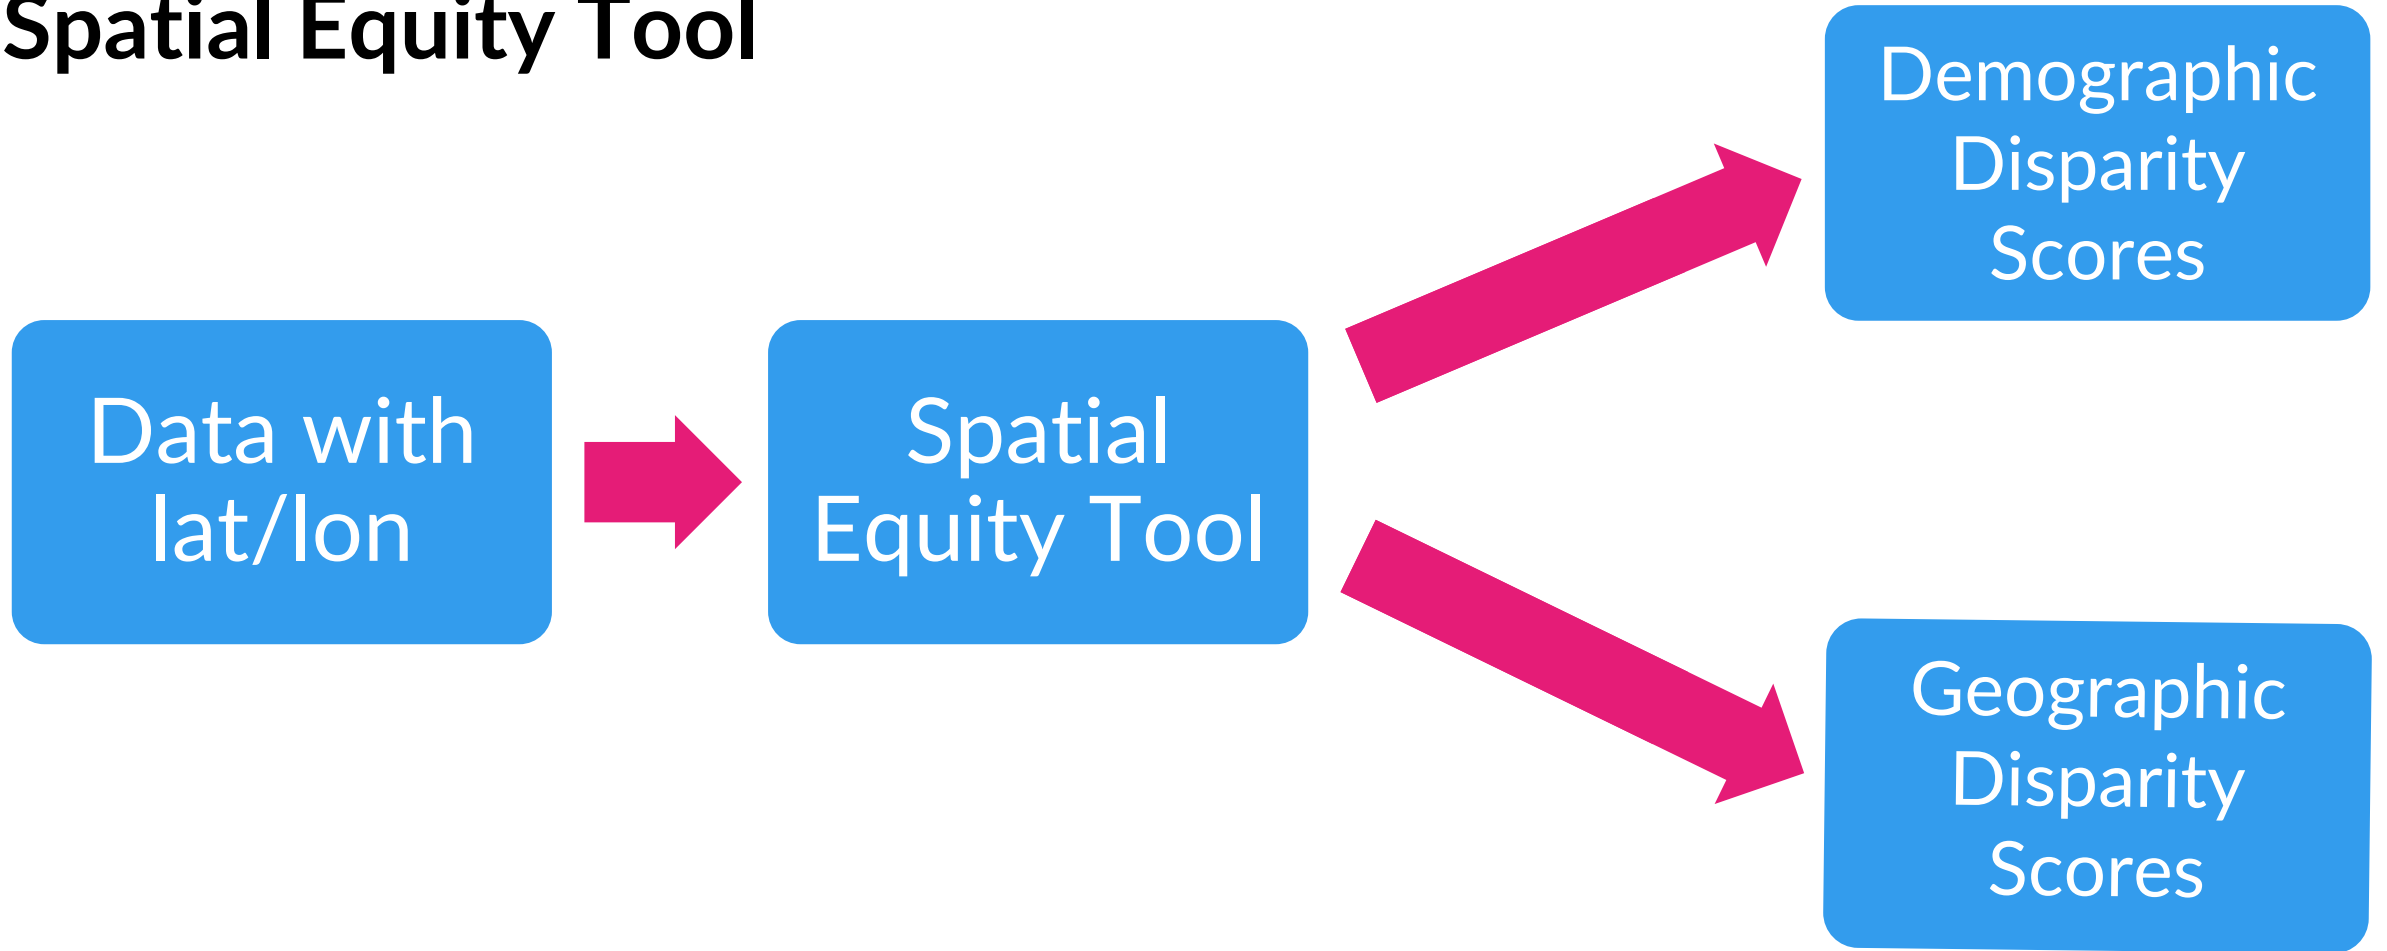 Spatial Equity Tool
Data with
lat/lon
Spatial
Equity Tool
Demographic
Disparity
Scores
Geographic
Disparity
Scores